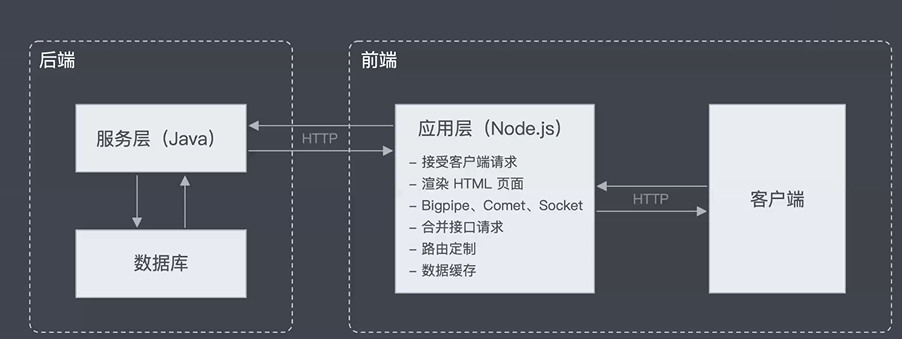 后端
前端
服务层（Java）
HTTP
应用层（Node.js）
– 接受客户端请求
– 渲染 HTML 页面
– Bigpipe、Comet、Socket
– 合并接口请求
– 路由定制
– 数据缓存
HTTP
客户端
数据库